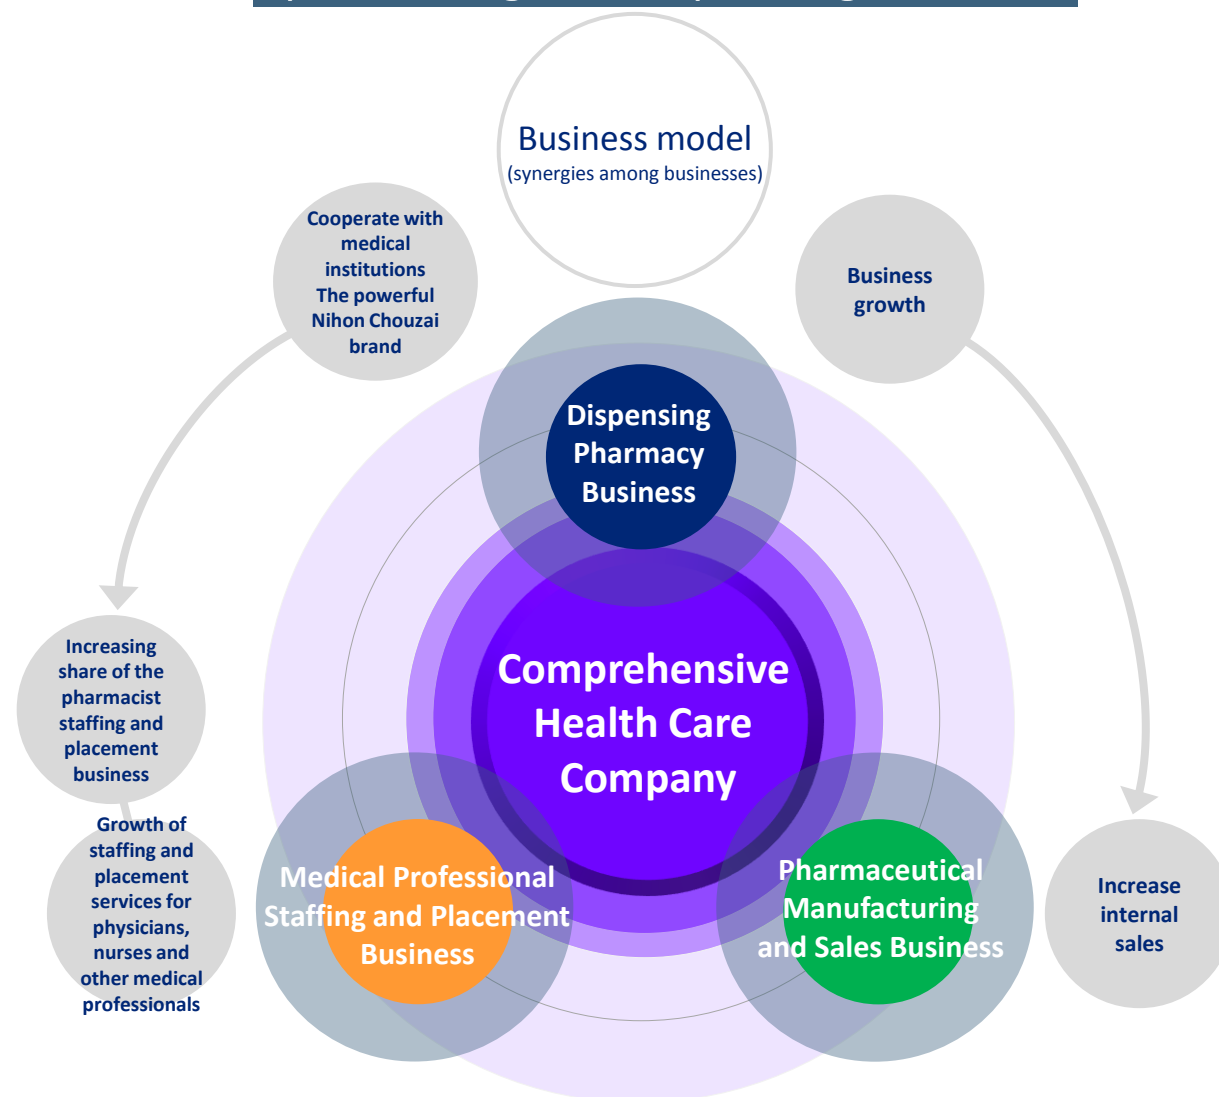 Business model
(synergies among businesses)
Cooperate with
medical
institutions
The powerful
Nihon Chouzai
brand
Business
growth
Dispensing
Pharmacy
Business
Comprehensive
Health Care
Company
Increasing
share of the
pharmacist
staffing and
placement
business
Growth of
staffing and
placement
services for
physicians,
nurses and
other medical
professionals
Medical Professional
Staffing and Placement
Business
Pharmaceutical
Manufacturing
and Sales Business
Increase
internal
sales